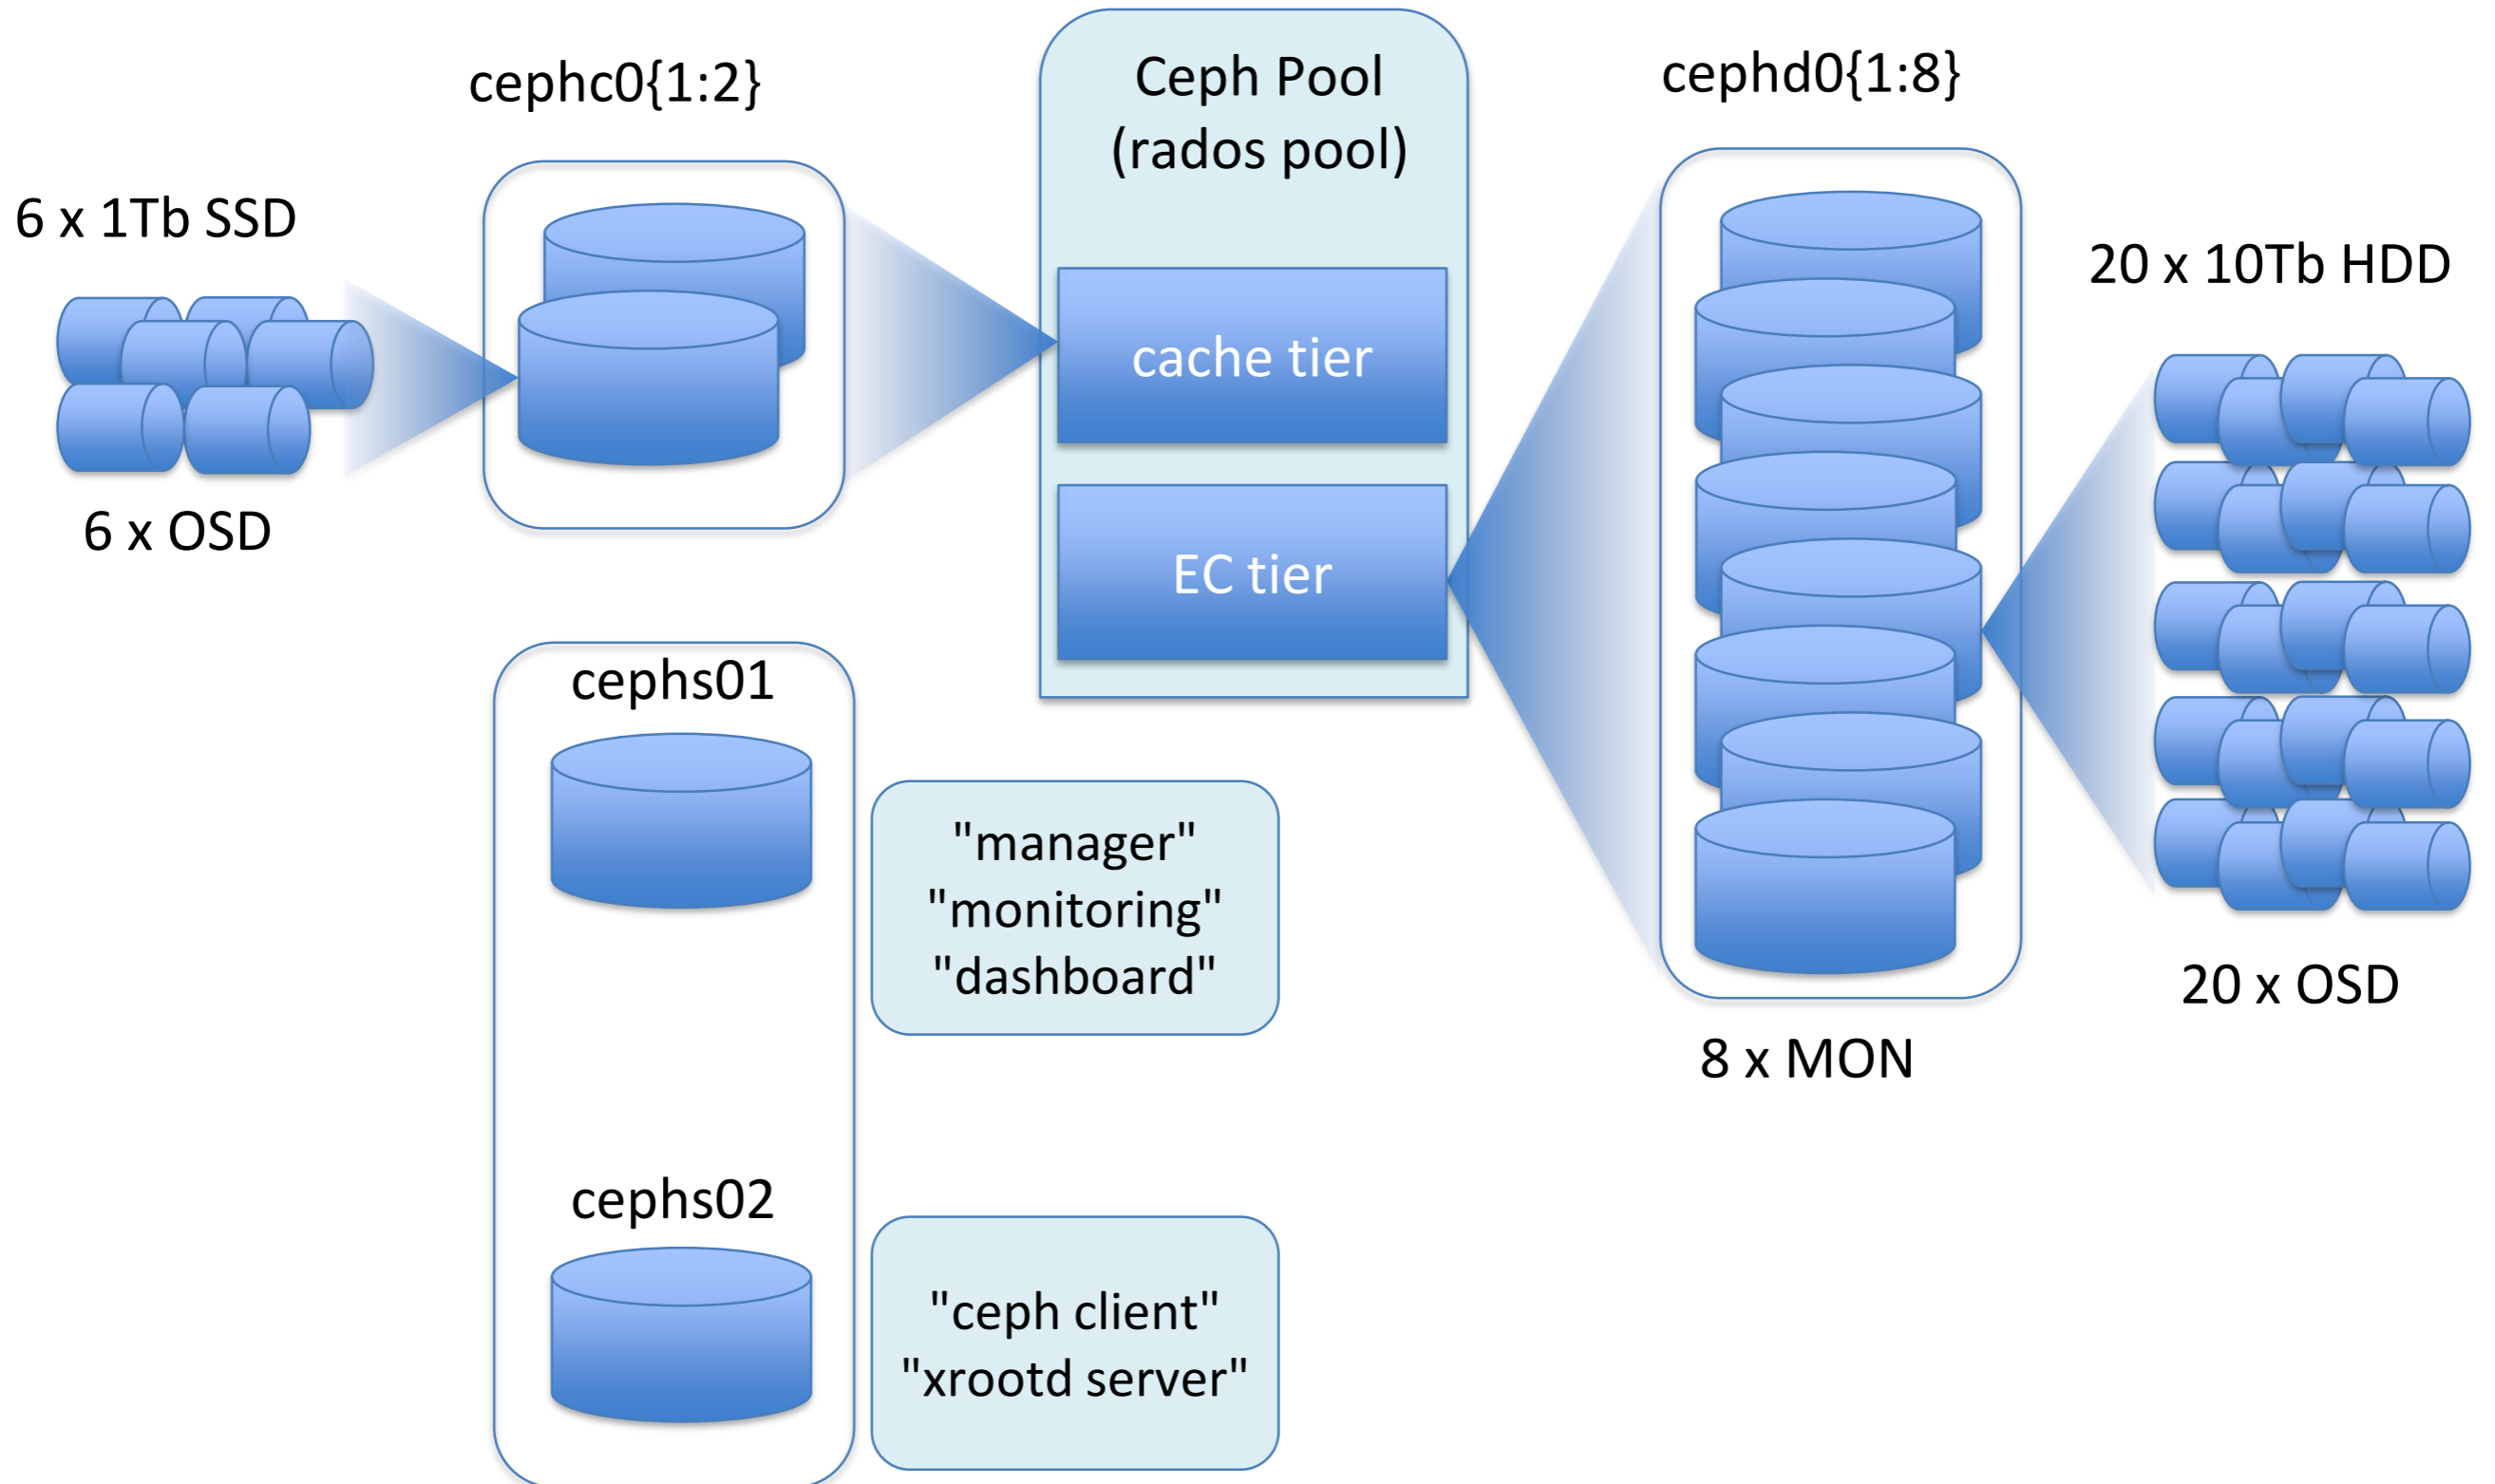 cephc0{1:2}
6 x 1Tb SSD
6 x OSD
Ceph Pool
(rados pool)
cache tier
EC tier
cephd0{1:8}
20 x 10Tb HDD
20 x OSD
8 x MON
cephs01
"manager"
"monitoring"
"dashboard"
cephs02
"ceph client"
"xrootd server"